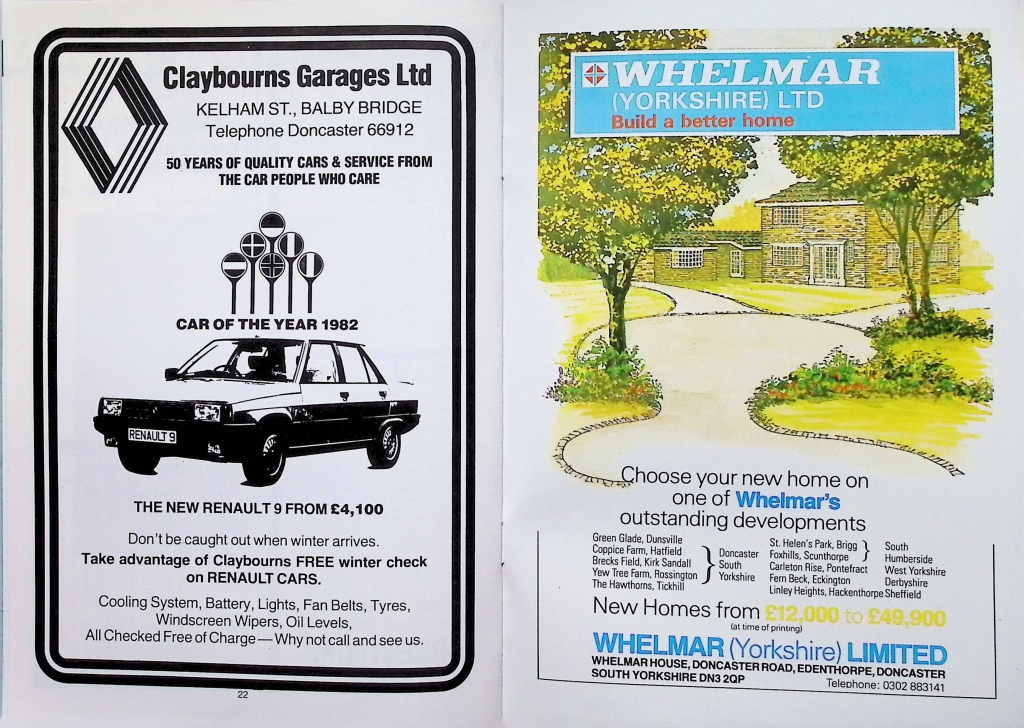 Claybourns Garages Ltd
KELHAM ST., BALBY BRIDGE
Telephone Doncaster 66912
50 YEARS OF QUALITY CARS & SERVICE FROM
THE CAR PEOPLE WHO CARE
CAR OF THE YEAR 1982
RENAULT 9
THE NEW RENAULT 9 FROM £4,100
Don't be caught out when winter arrives.
Take advantage of Claybourns FREE winter check
on RENAULT CARS.
Cooling System, Battery, Lights, Fan Belts, Tyres,
Windscreen Wipers, Oil Levels,
All Checked Free of Charge — Why not call and see us.
22
WHELMAR
(YORKSHIRE) LTD
Build a better home
Choose your new home on
one of Whelmar's
outstanding developments
Green Glade, Dunsville
Coppice Farm, Hatfield
Brecks Field, Kirk Sandall
Yew Tree Farm, Rossington
The Hawthorns, Tickhill
Doncaster
South
Yorkshire
St. Helen's Park, Brigg
Foxhills, Scunthorpe
South
Humberside
Carleton Rise, Pontefract West Yorkshire
Fern Beck, Eckington Derbyshire
Linley Heights, Hackenthorpe Sheffield
New Homes from £12,000 to £49,900
(at time of printing)
WHELMAR (Yorkshire) LIMITED
WHELMAR HOUSE, DONCASTER ROAD, EDENTHORPE, DONCASTER
SOUTH YORKSHIRE DN3 2QP
Telephone: 0302 883141